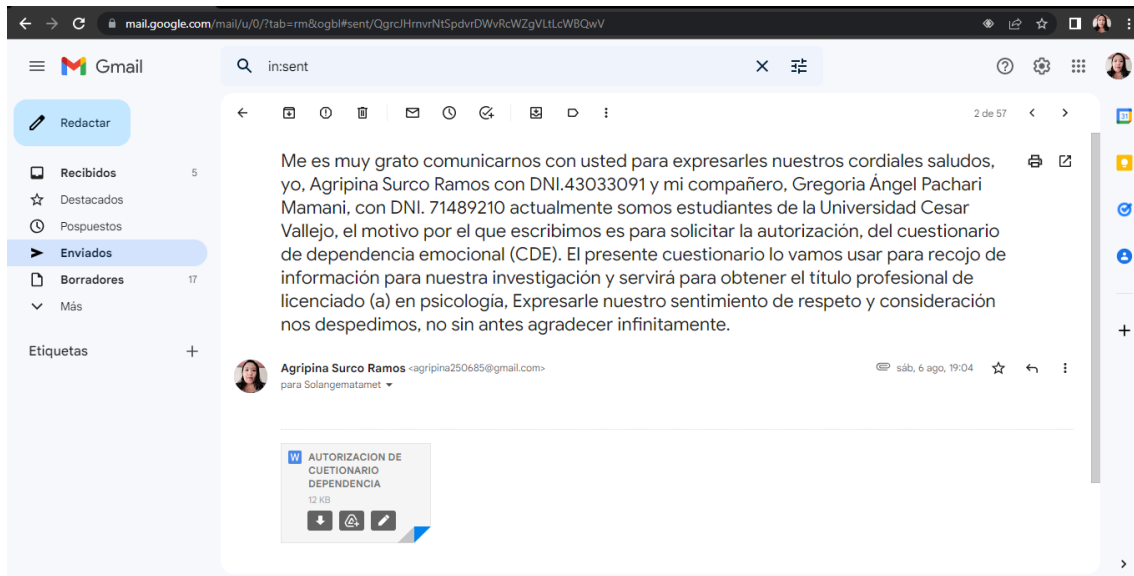 mail.google.com/mail/u/0/?tab=rm&ogbl#sent/QgrcJHrnvrNtSpdvrDWvRcWZgVLtLcWBQwV
Gmail
in:sent
Redactar
2 de 57
Recibidos 5
Destacados
Pospuestos
Enviados
Borradores 17
Más
Etiquetas
Me es muy grato comunicarnos con usted para expresarles nuestros cordiales saludos,
yo, Agripina Surco Ramos con DNI.43033091 y mi compañero, Gregoria Ángel Pachari
Mamani, con DNI. 71489210 actualmente somos estudiantes de la Universidad Cesar
Vallejo, el motivo por el que escribimos es para solicitar la autorización, del cuestionario
de dependencia emocional (CDE). El presente cuestionario lo vamos usar para recojo de
información para nuestra investigación y servirá para obtener el título profesional de
licenciado (a) en psicología, Expresarle nuestro sentimiento de respeto y consideración
nos despedimos, no sin antes agradecer infinitamente.
Agripina Surco Ramos <agripina250685@gmail.com>
sáb, 6 ago, 19:04
para Solangematamet
W AUTORIZACION DE
CUETIONARIO
DEPENDENCIA
12 KB
31